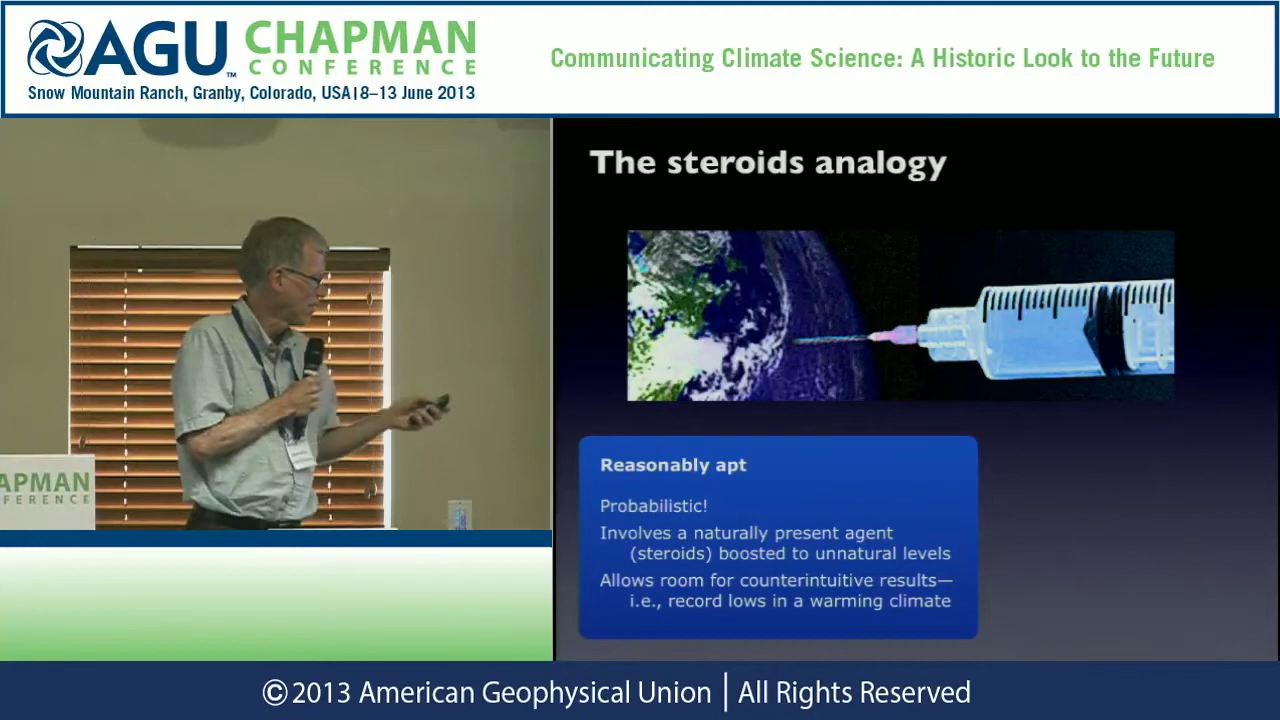 AGU™ CHAPMAN
CONFERENCE
Snow Mountain Ranch, Granby, Colorado, USA | 8–13 June 2013
Communicating Climate Science: A Historic Look to the Future
The steroids analogy
Reasonably apt
Probabilistic!
Involves a naturally present agent
(steroids) boosted to unnatural levels
Allows room for counterintuitive results—
i.e., record lows in a warming climate
APMAN
NFERENCE
©2013 American Geophysical Union | All Rights Reserved